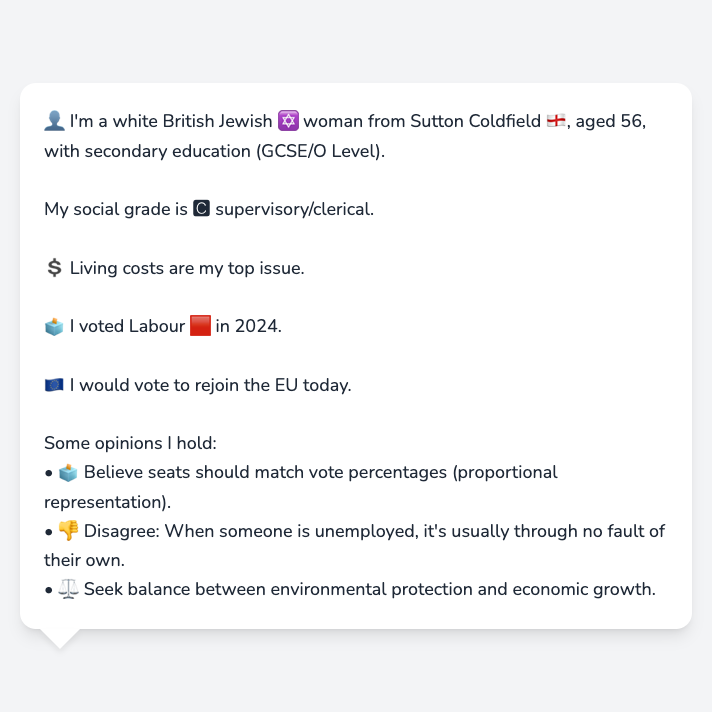 👤 I'm a white British Jewish 🔯 woman from Sutton Coldfield 🏴󠁧󠁢󠁥󠁮󠁧󠁿, aged 56,
with secondary education (GCSE/O Level).
My social grade is 🅲 supervisory/clerical.
💲 Living costs are my top issue.
🗳️ I voted Labour 🟥 in 2024.
🇪🇺 I would vote to rejoin the EU today.
Some opinions I hold:
• 🗳️ Believe seats should match vote percentages (proportional
representation).
• 👎 Disagree: When someone is unemployed, it's usually through no fault of
their own.
• ⚖️ Seek balance between environmental protection and economic growth.